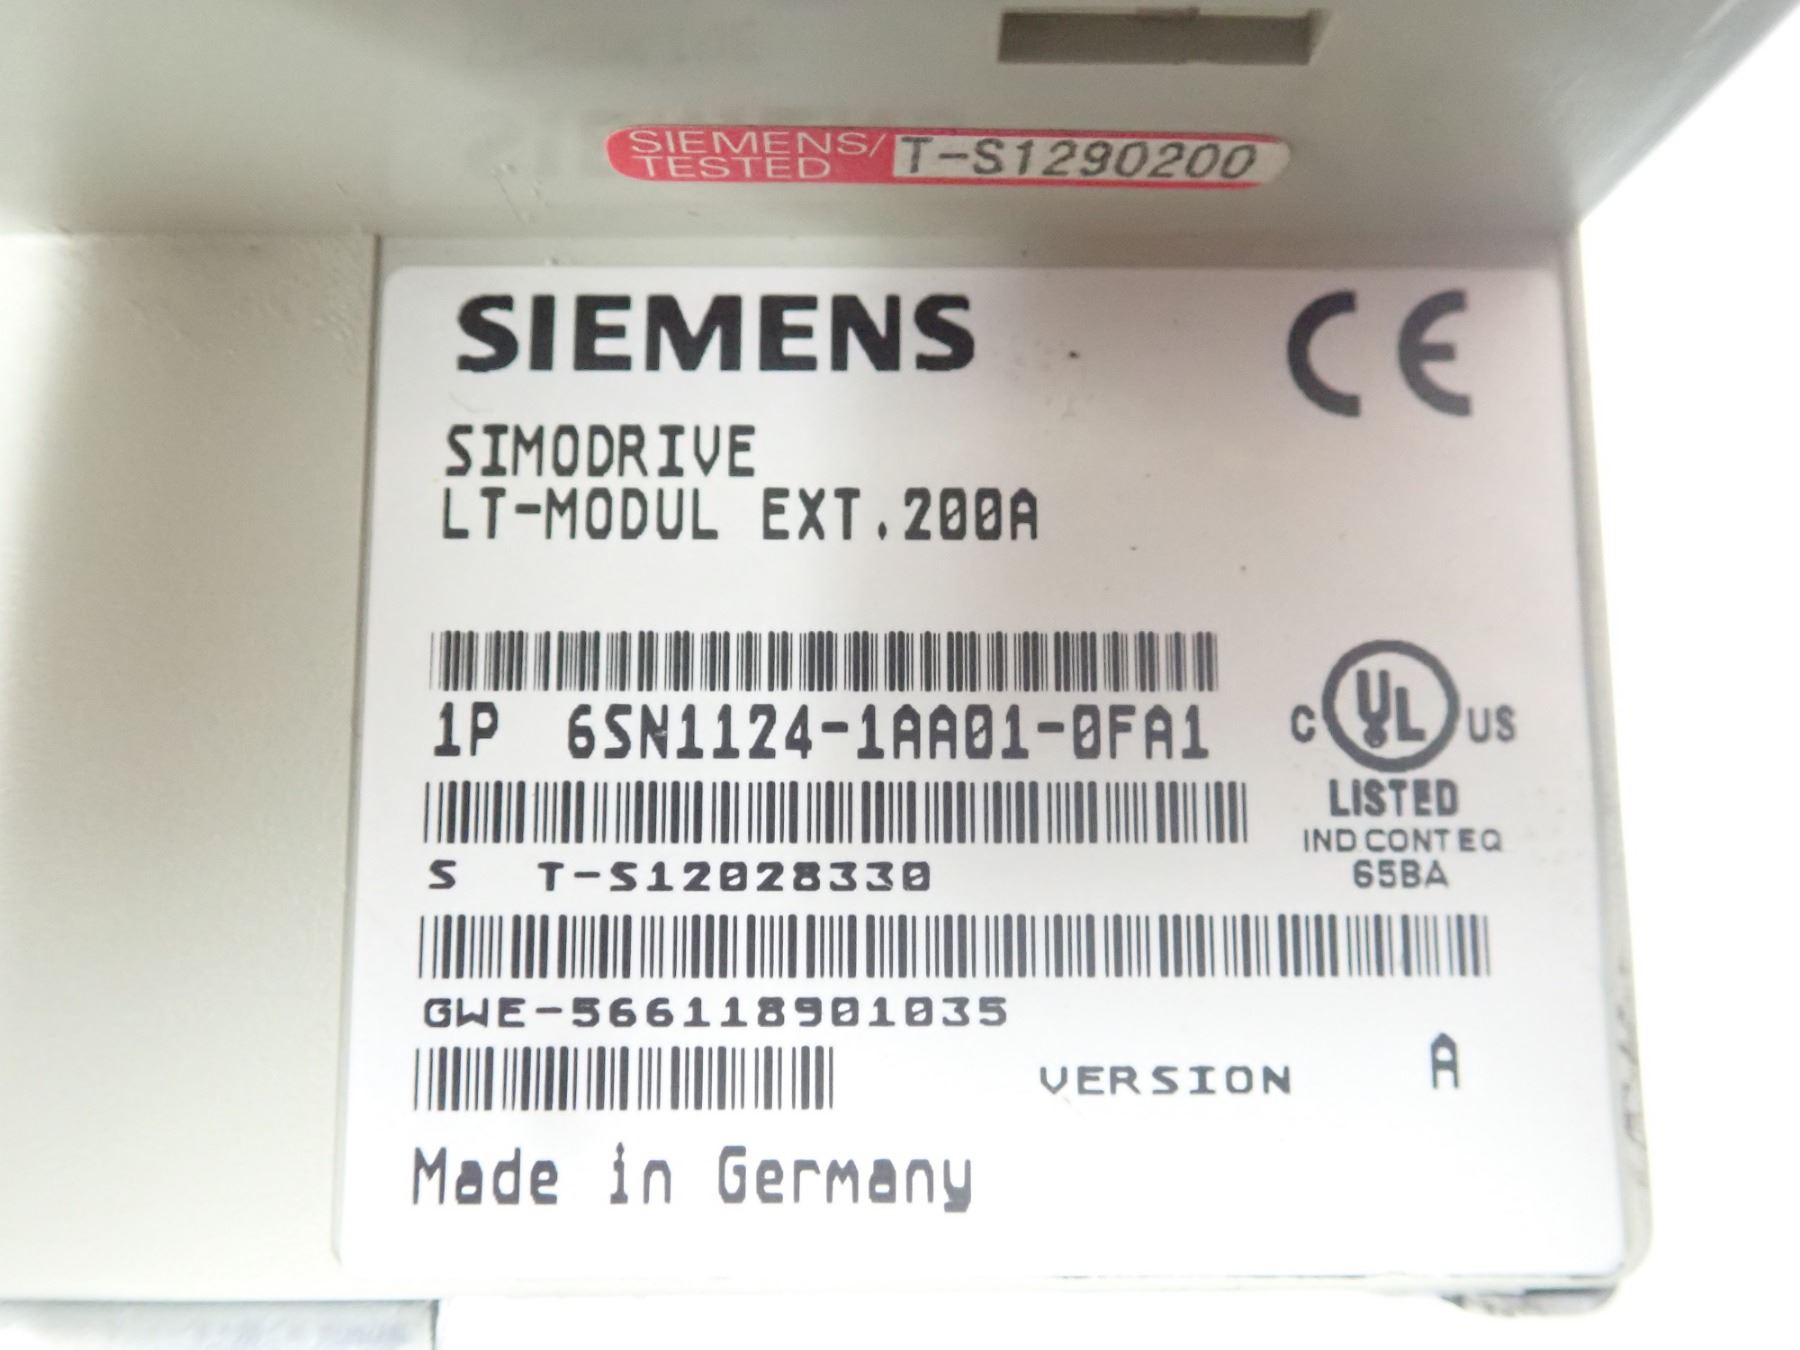 SIEMENS/
TESTED T-S1290200
SIEMENS CE
SIMODRIVE
LT-MODUL EXT.200A
1P 6SN1124-1AA01-0FA1
C UL US
LISTED
IND CONT EQ
65BA
S T-S12028330
GWE-566118901035
VERSION A
Made in Germany